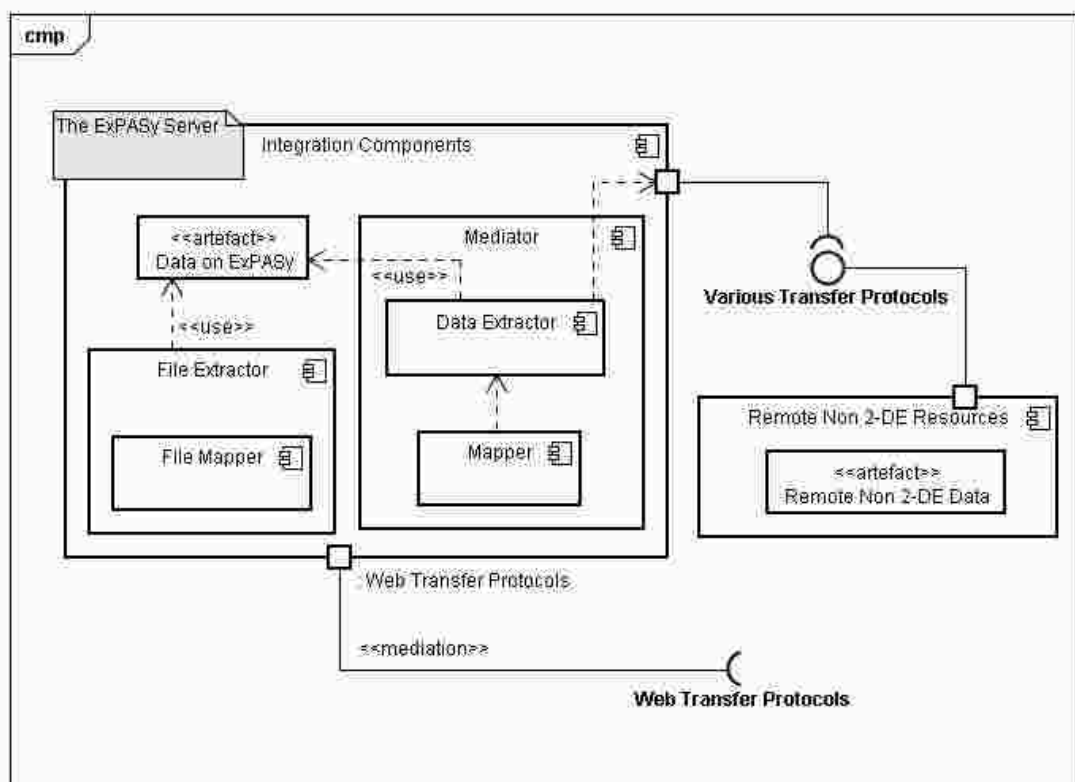 cmp
The ExPASy Server
Integration Components
<<artefact>>
Data on ExPASy
Mediator
<<use>>
Data Extractor
<<use>>
File Extractor
File Mapper
Mapper
Various Transfer Protocols
Remote Non 2-DE Resources
<<artefact>>
Remote Non 2-DE Data
Web Transfer Protocols
<<mediation>>
Web Transfer Protocols